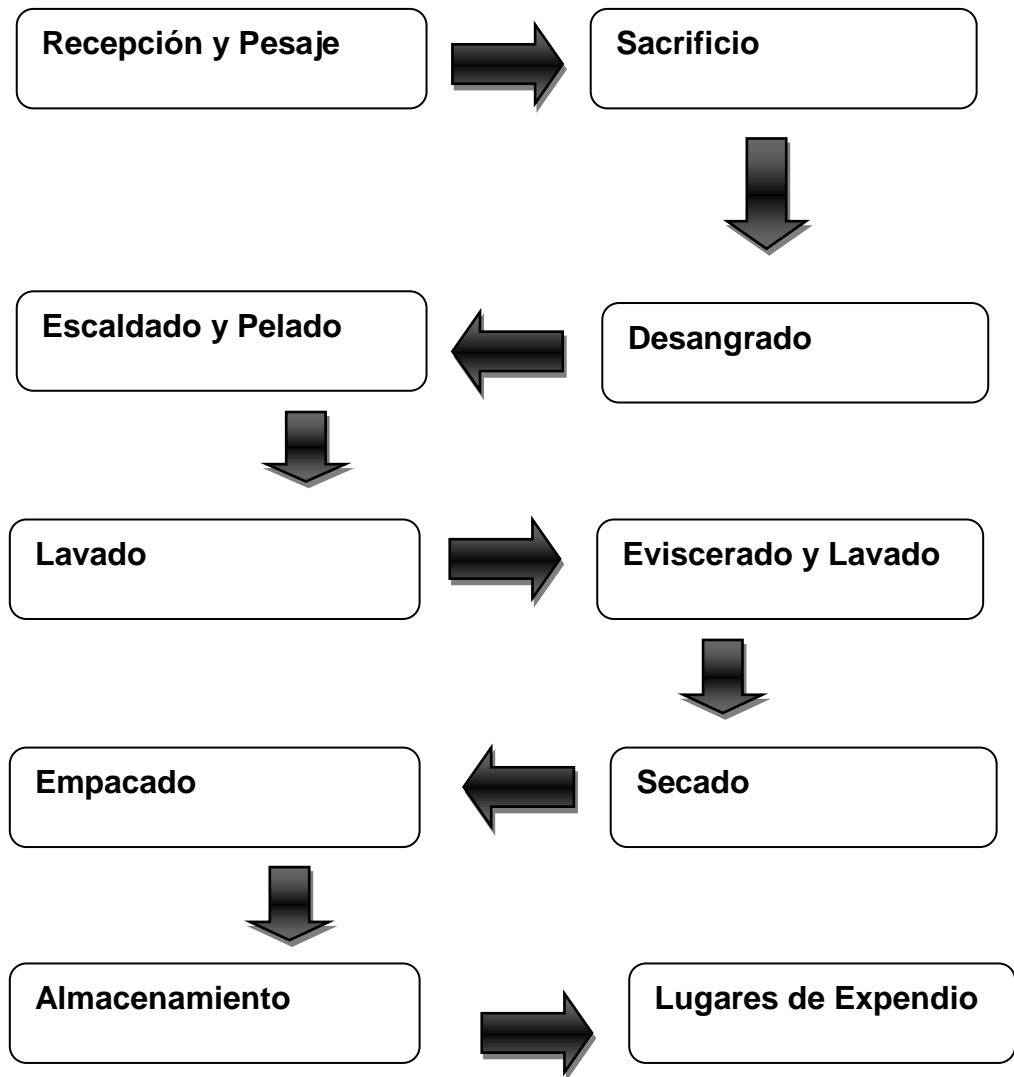 Recepción y Pesaje
Sacrificio
Desangrado
Escaldado y Pelado
Lavado
Eviscerado y Lavado
Secado
Empacado
Almacenamiento
Lugares de Expendio